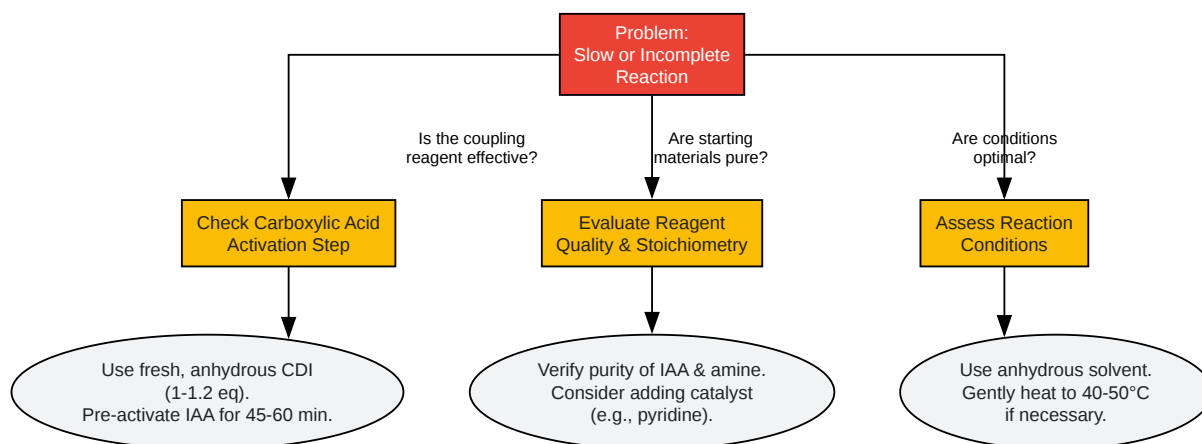 Problem:
Slow or Incomplete
Reaction
Is the coupling
reagent effective?
Are starting
materials pure?
Are conditions
optimal?
Check Carboxylic Acid
Activation Step
Evaluate Reagent
Quality & Stoichiometry
Assess Reaction
Conditions
Use fresh, anhydrous CDI
(1-1.2 eq).
Pre-activate IAA for 45-60 min.
Verify purity of IAA & amine.
Consider adding catalyst
(e.g., pyridine).
Use anhydrous solvent.
Gently heat to 40-50°C
if necessary.